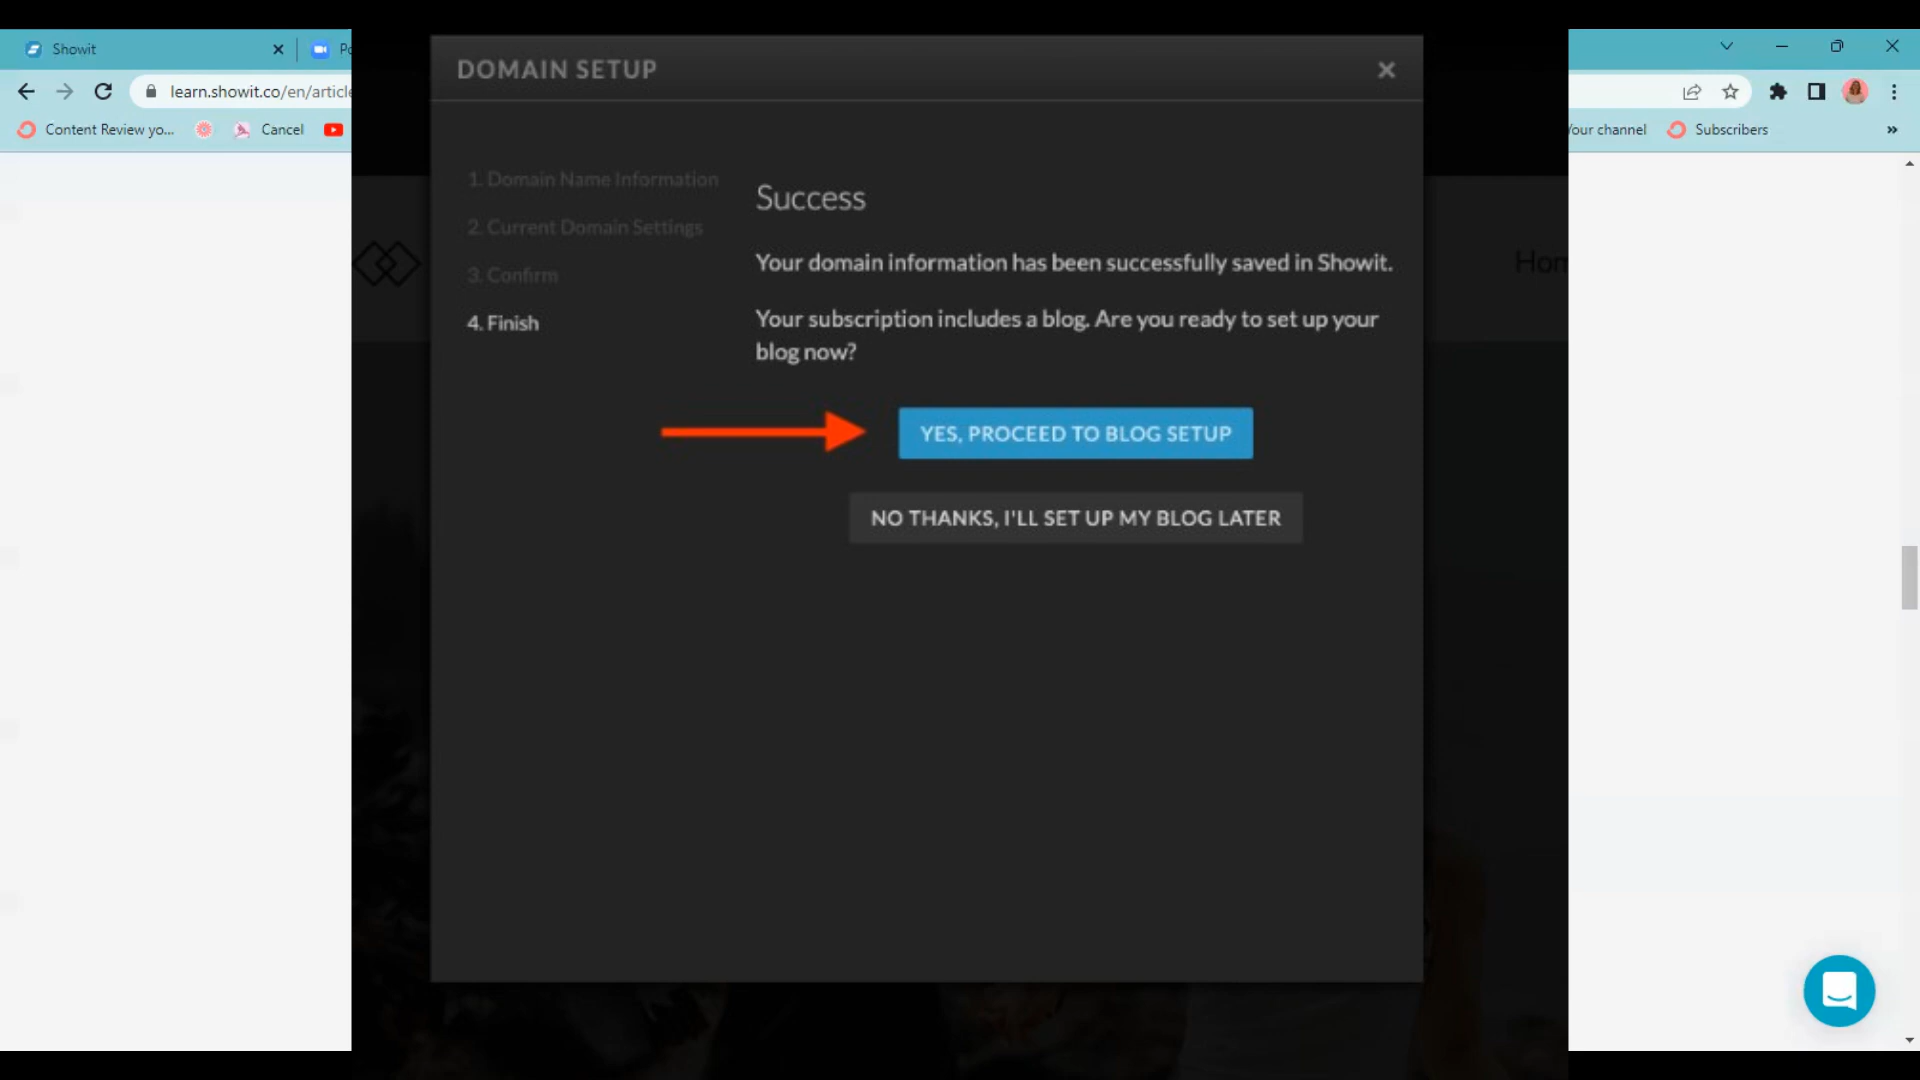 Showit
learn.showit.co/en/article
Content Review yo...
Cancel
DOMAIN SETUP
1. Domain Name Information
2. Current Domain Settings
3. Confirm
4. Finish
Success
Your domain information has been successfully saved in Showit.
Your subscription includes a blog. Are you ready to set up your
blog now?
YES, PROCEED TO BLOG SETUP
NO THANKS, I'LL SET UP MY BLOG LATER
Your channel
Subscribers